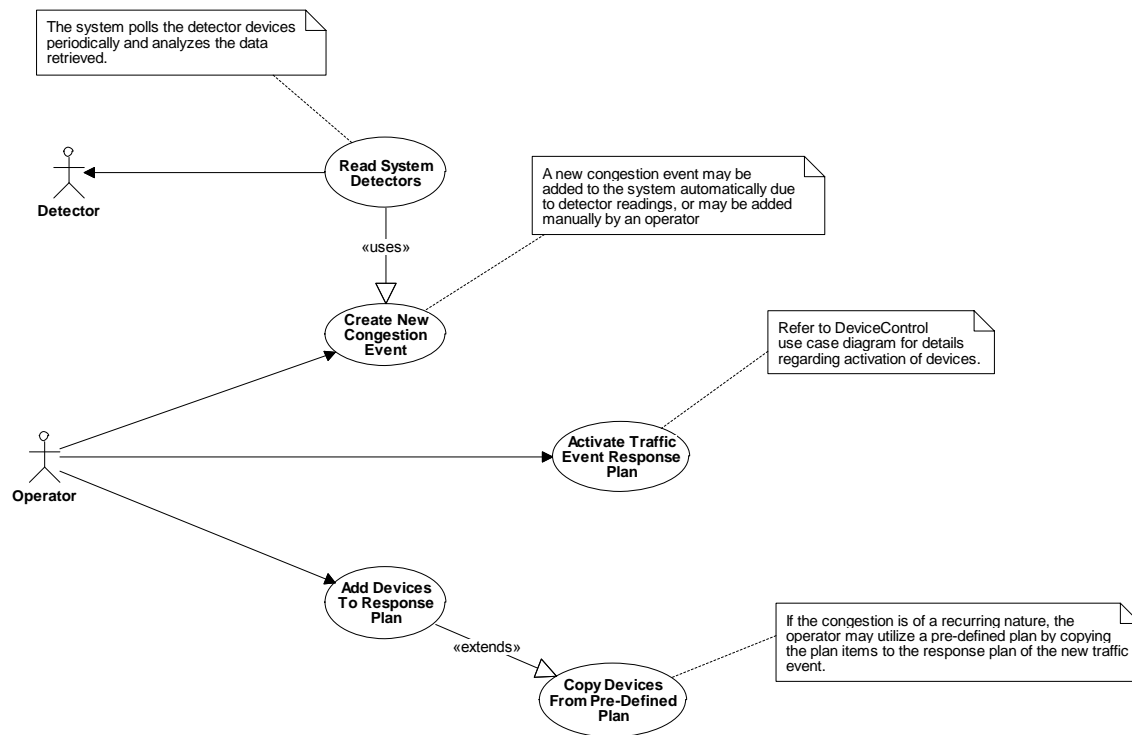 The system polls the detector devices
periodically and analyzes the data
retrieved.
Read System
Detectors
Detector
A new congestion event may be
added to the system automatically due
to detector readings, or may be added
manually by an operator
«uses»
Create New
Congestion
Event
Refer to DeviceControl
use case diagram for details
regarding activation of devices.
Activate Traffic
Event Response
Plan
Operator
Add Devices
To Response
Plan
«extends»
If the congestion is of a recurring nature, the
operator may utilize a pre-defined plan by copying
the plan items to the response plan of the new traffic
event.
Copy Devices
From Pre-Defined
Plan